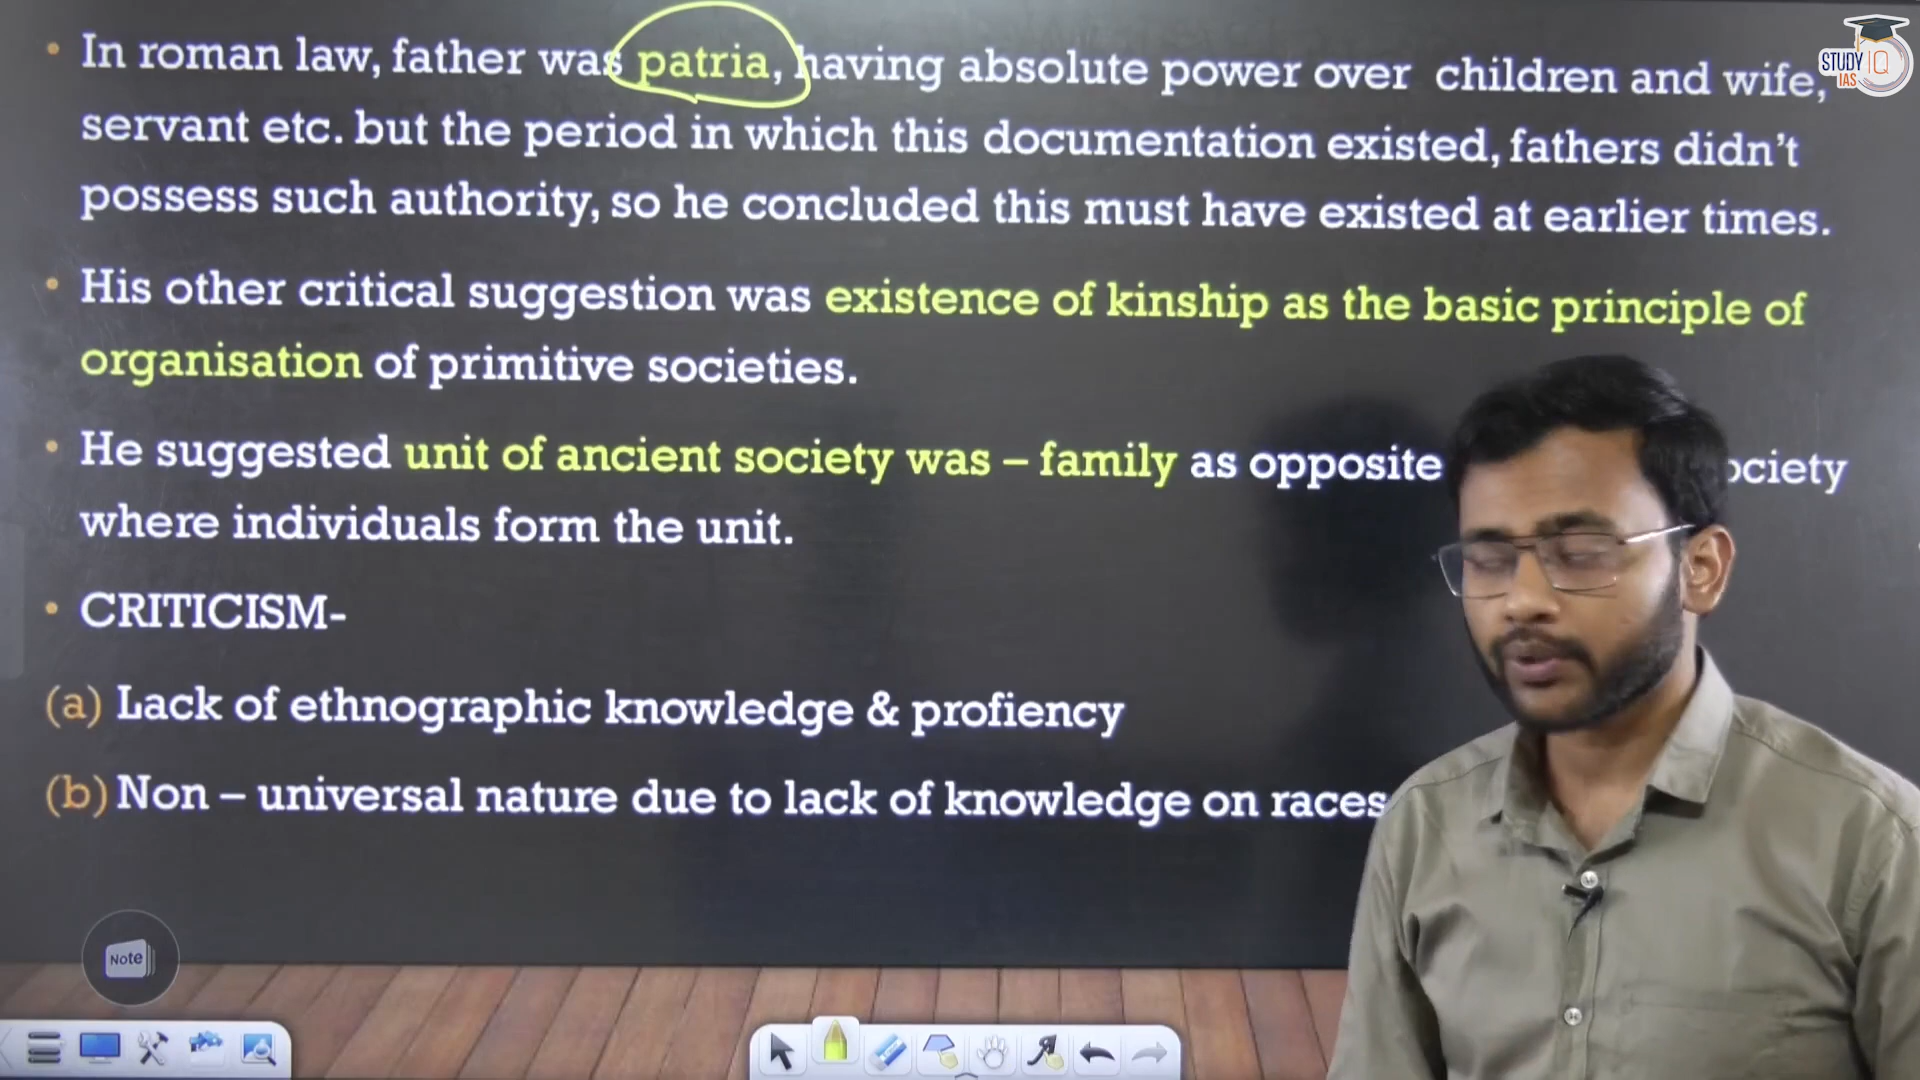 • In roman law, father was patria, having absolute power over children and wife,
servant etc. but the period in which this documentation existed, fathers didn't
possess such authority, so he concluded this must have existed at earlier times.
• His other critical suggestion was existence of kinship as the basic principle of
organisation of primitive societies.
• He suggested unit of ancient society was – family as opposite
where individuals form the unit.
• CRITICISM-
(a) Lack of ethnographic knowledge & profiency
(b) Non – universal nature due to lack of knowledge on races
Note
STUDY IQ
IAS